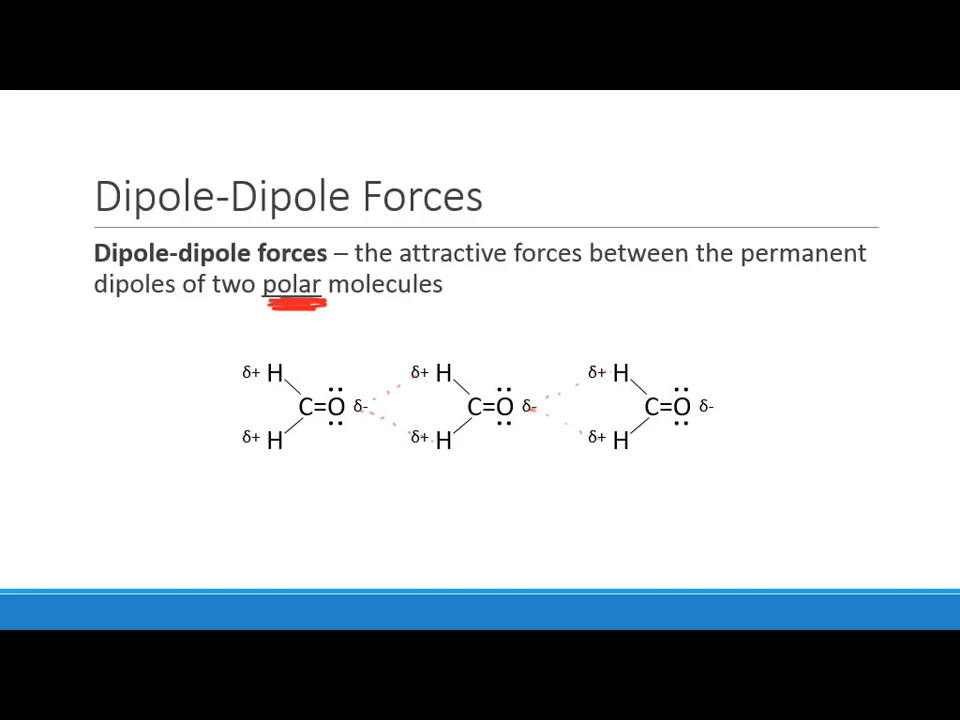 Dipole-Dipole Forces
Dipole-dipole forces – the attractive forces between the permanent
dipoles of two polar molecules
δ+ H δ+ H δ+ H
C=O δ- C=O δ- C=O δ-
δ+ H δ+ H δ+ H